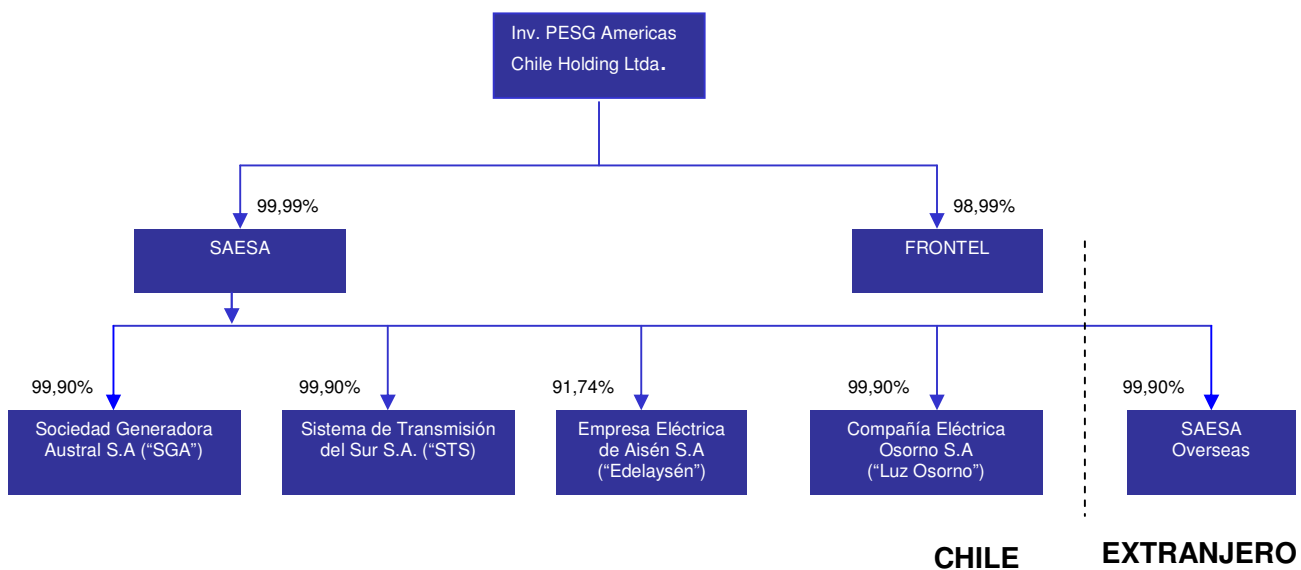 Inv. PESG Americas
Chile Holding Ltda.
99,99%
98,99%
SAESA
FRONTEL
99,90%
99,90%
91,74%
99,90%
99,90%
Sociedad Generadora
Austral S.A (“SGA”)
Sistema de Transmisión
del Sur S.A. (“STS)
Empresa Eléctrica
de Aisén S.A
(“Edelaysén”)
Compañía Eléctrica
Osorno S.A
(“Luz Osorno”)
SAESA
Overseas
CHILE
EXTRANJERO